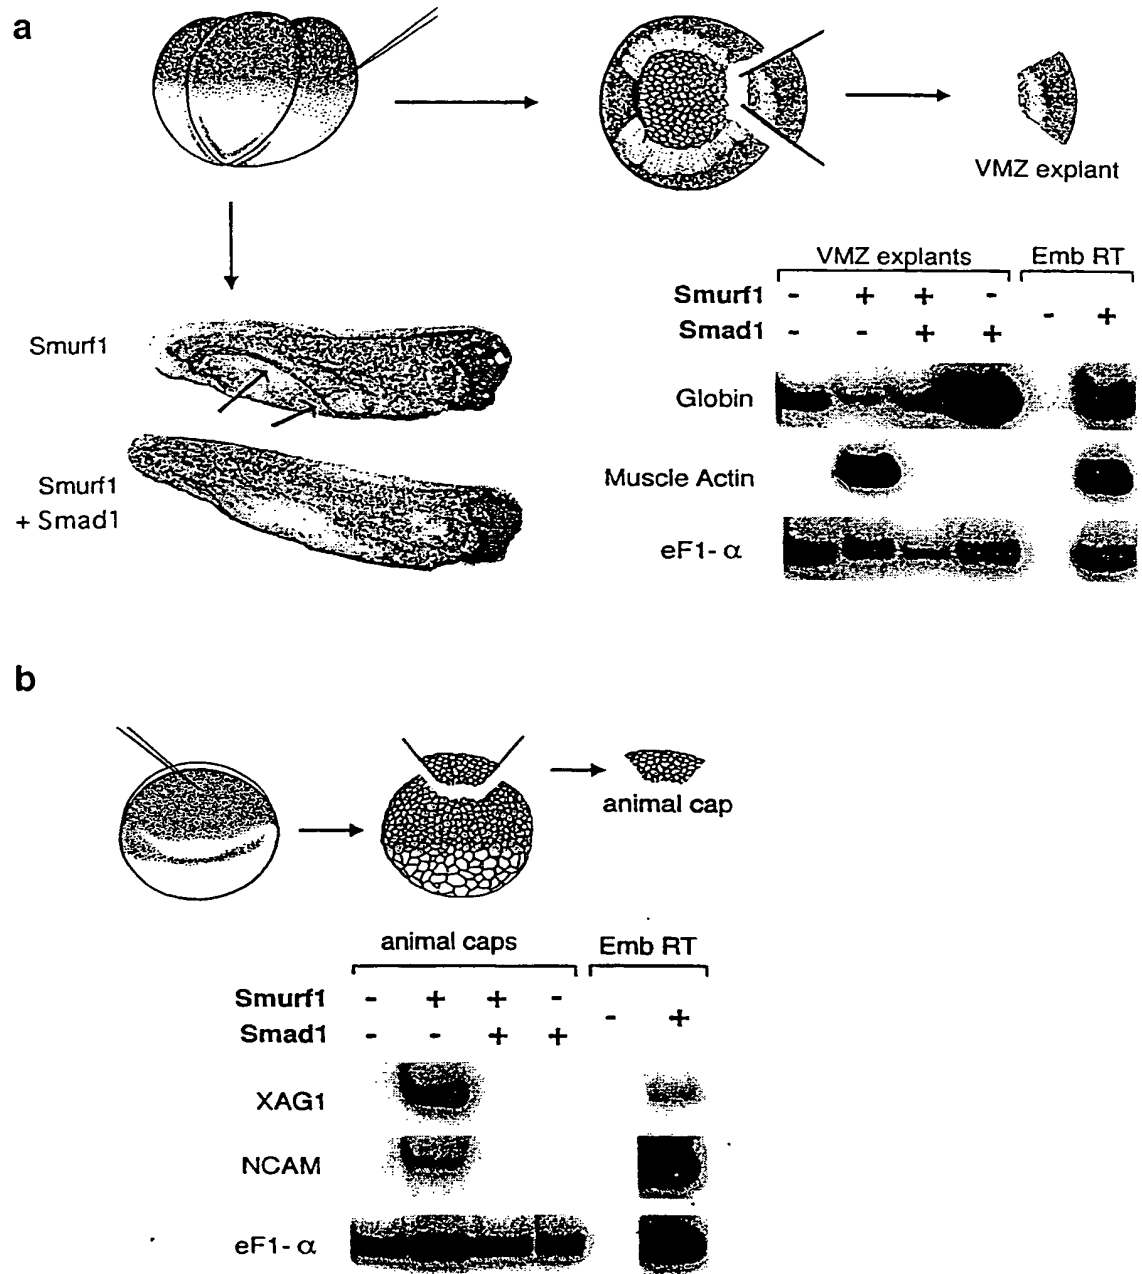 a
VMZ explant
VMZ explants Emb RT
Smurf1 - + + -
- +
Smad1 - - + +
Smurf1
Globin
Smurf1
+ Smad1
Muscle Actin
eF1- α
b
animal cap
animal caps Emb RT
Smurf1 - + + -
- +
Smad1 - - + +
XAG1
NCAM
eF1- α